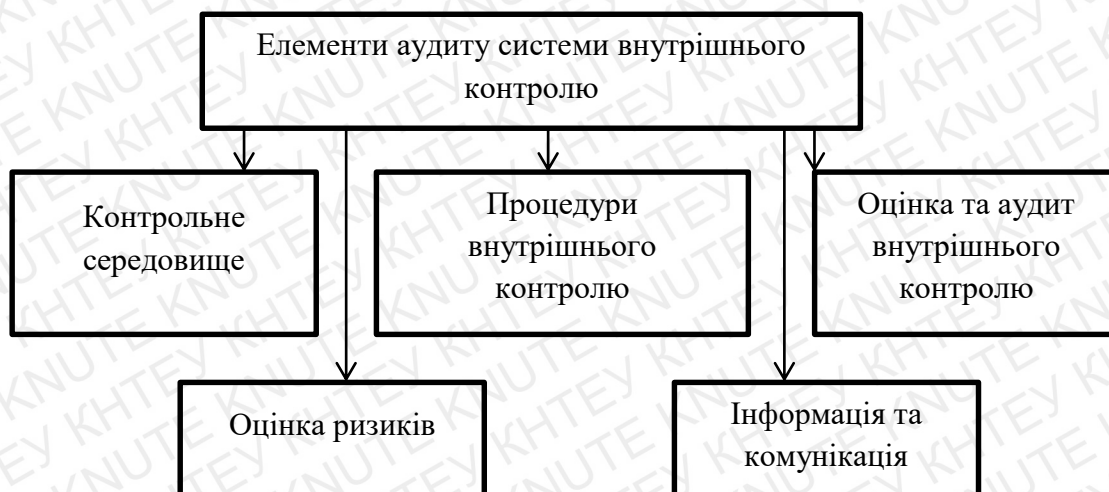 Елементи аудиту системи внутрішнього
контролю
Контрольне
середовище
Процедури
внутрішнього
контролю
Оцінка та аудит
внутрішнього
контролю
Оцінка ризиків
Інформація та
комунікація